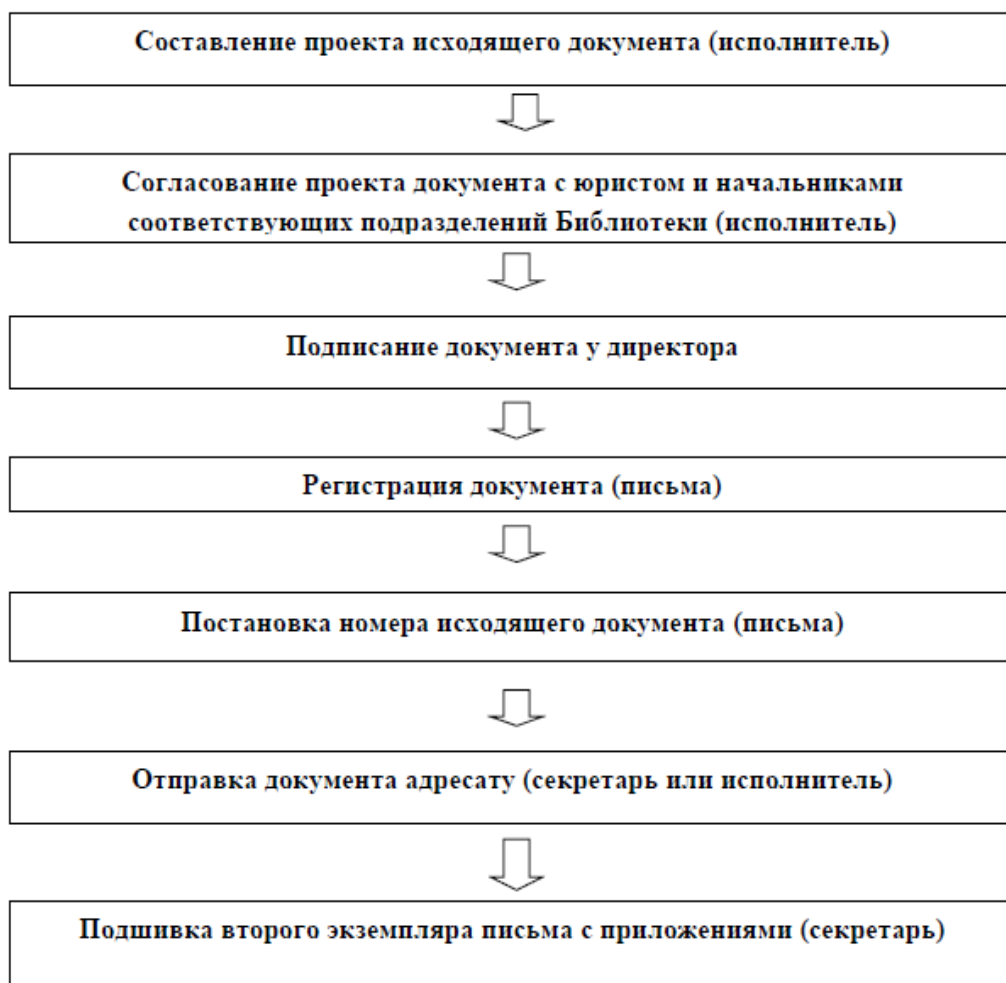 Составление проекта исходящего документа (исполнитель)
Согласование проекта документа с юристом и начальниками
соответствующих подразделений Библиотеки (исполнитель)
Подписание документа у директора
Регистрация документа (письма)
Постановка номера исходящего документа (письма)
Отправка документа адресату (секретарь или исполнитель)
Подшивка второго экземпляра письма с приложениями (секретарь)